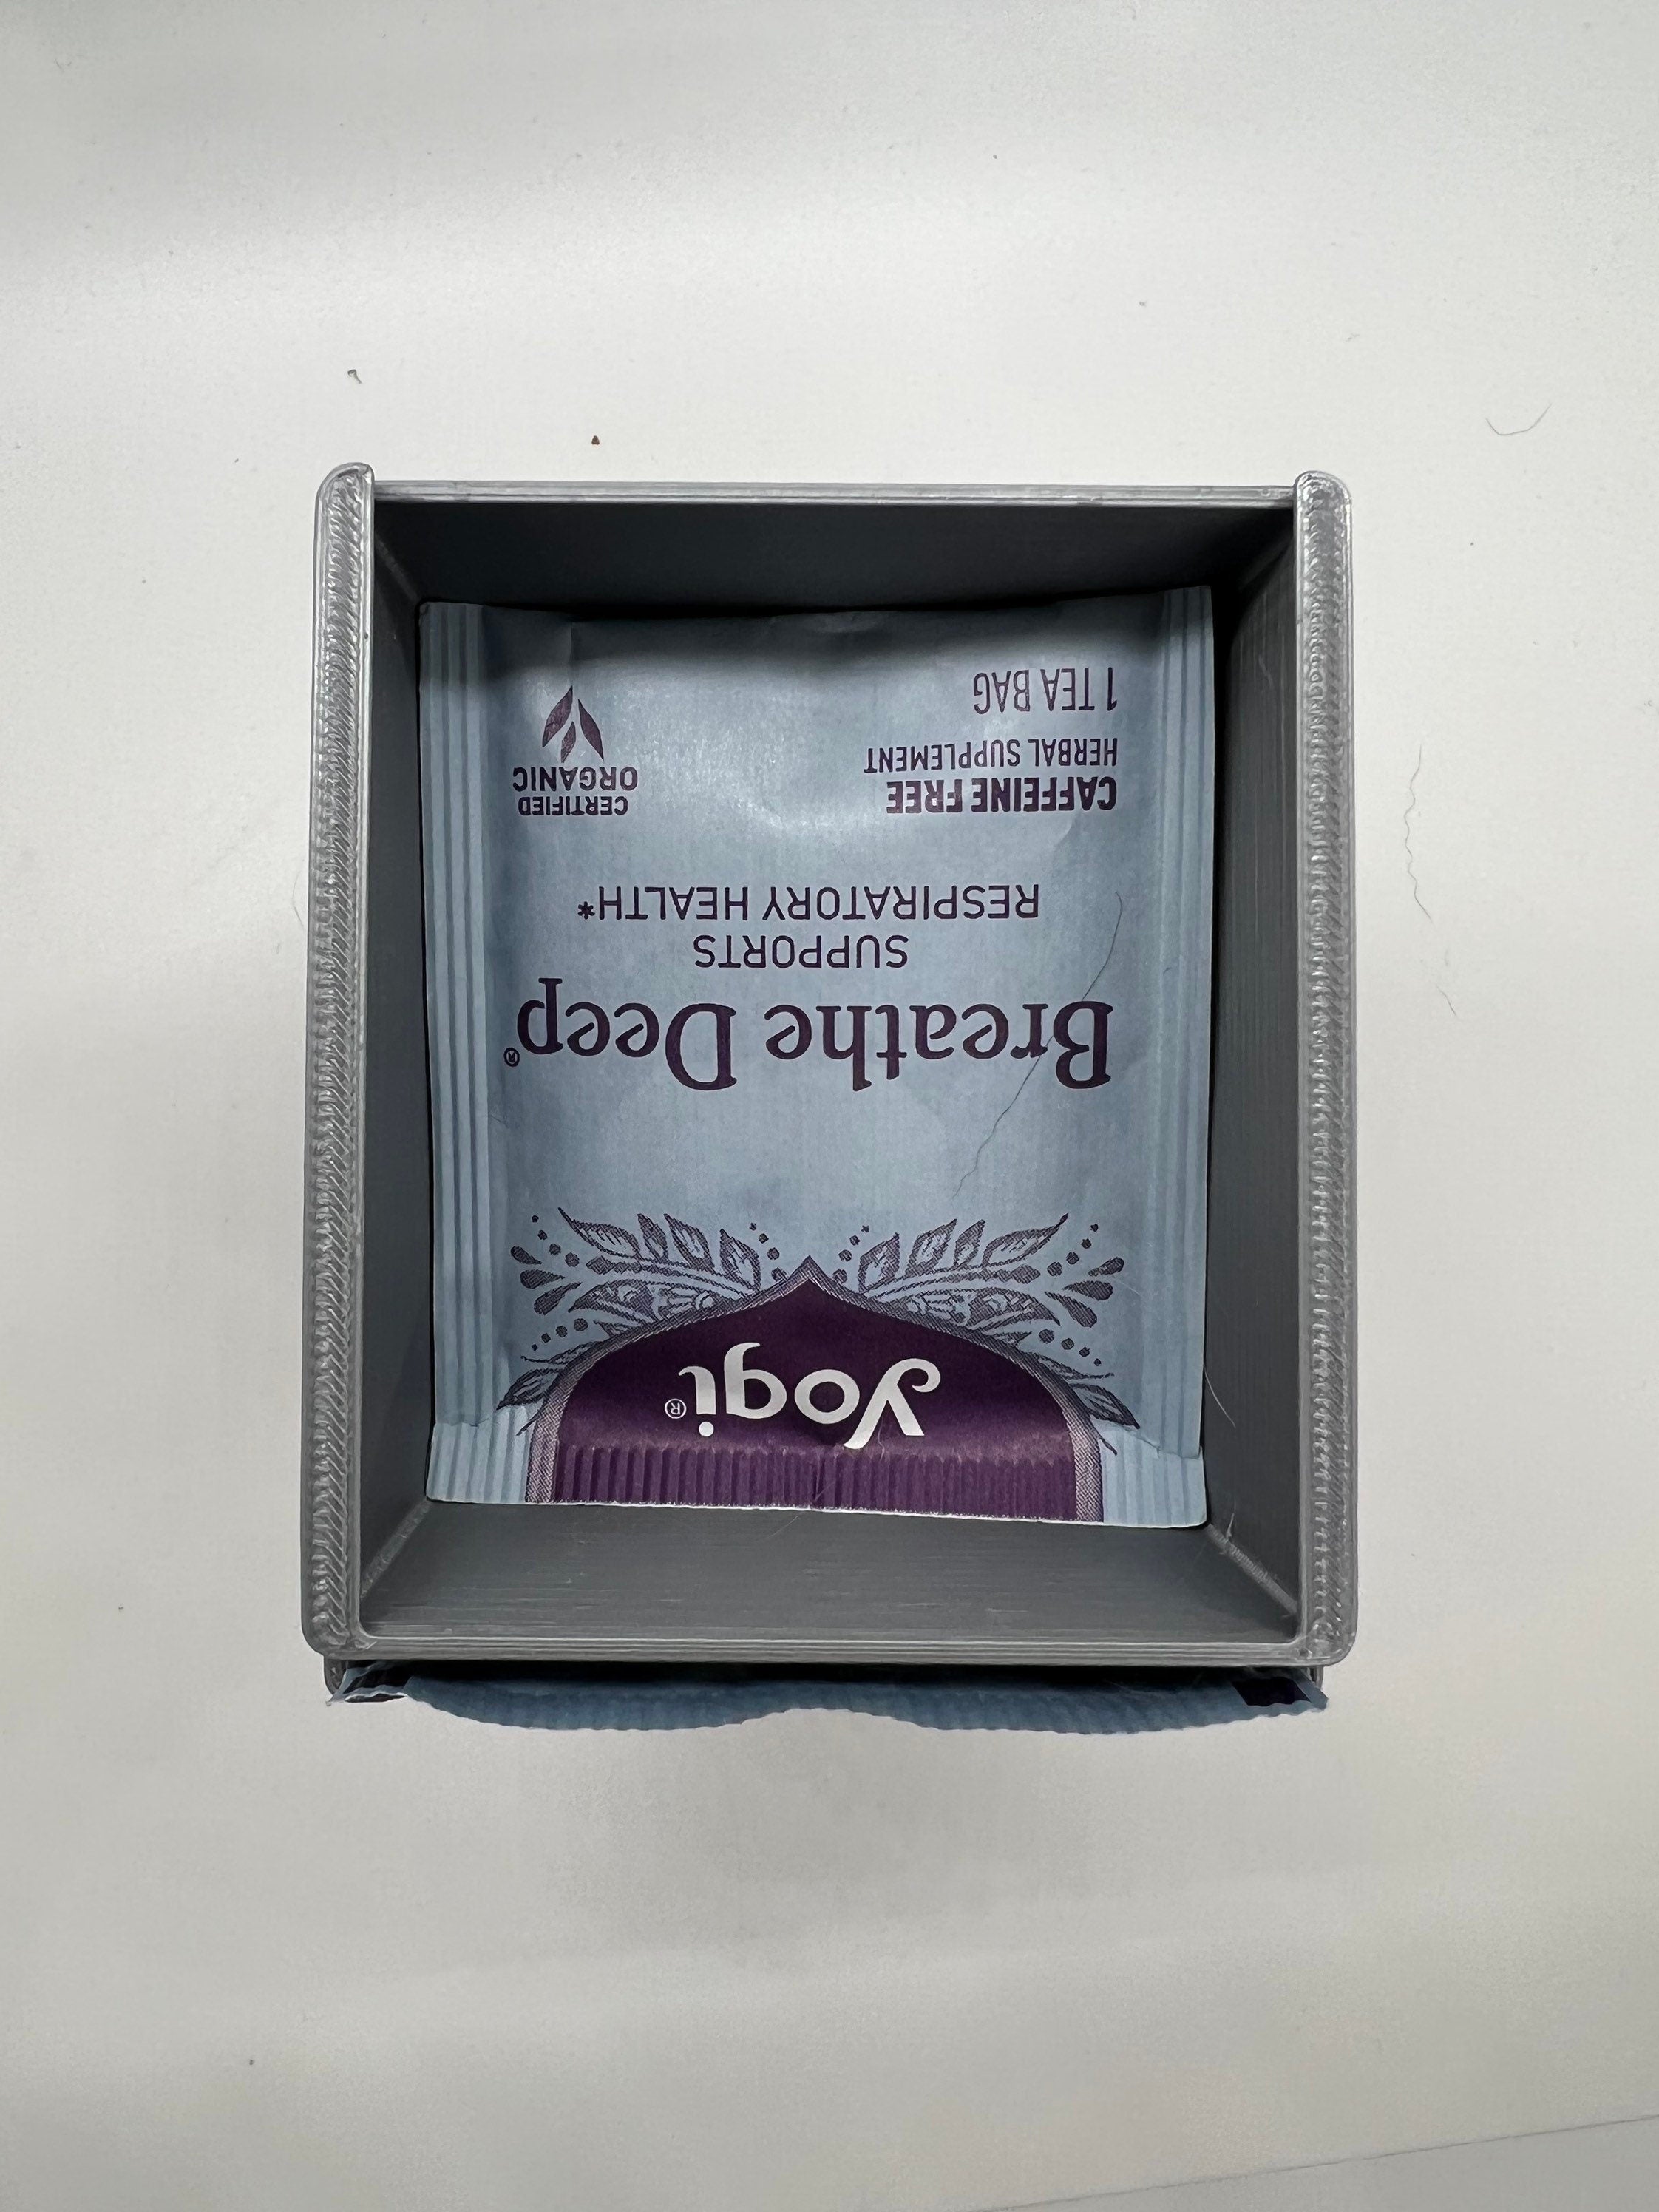 yogi®
Breathe Deep®
SUPPORTS
RESPIRATORY HEALTH*
CAFFEINE FREE
HERBAL SUPPLEMENT
1 TEA BAG
CERTIFIED
ORGANIC